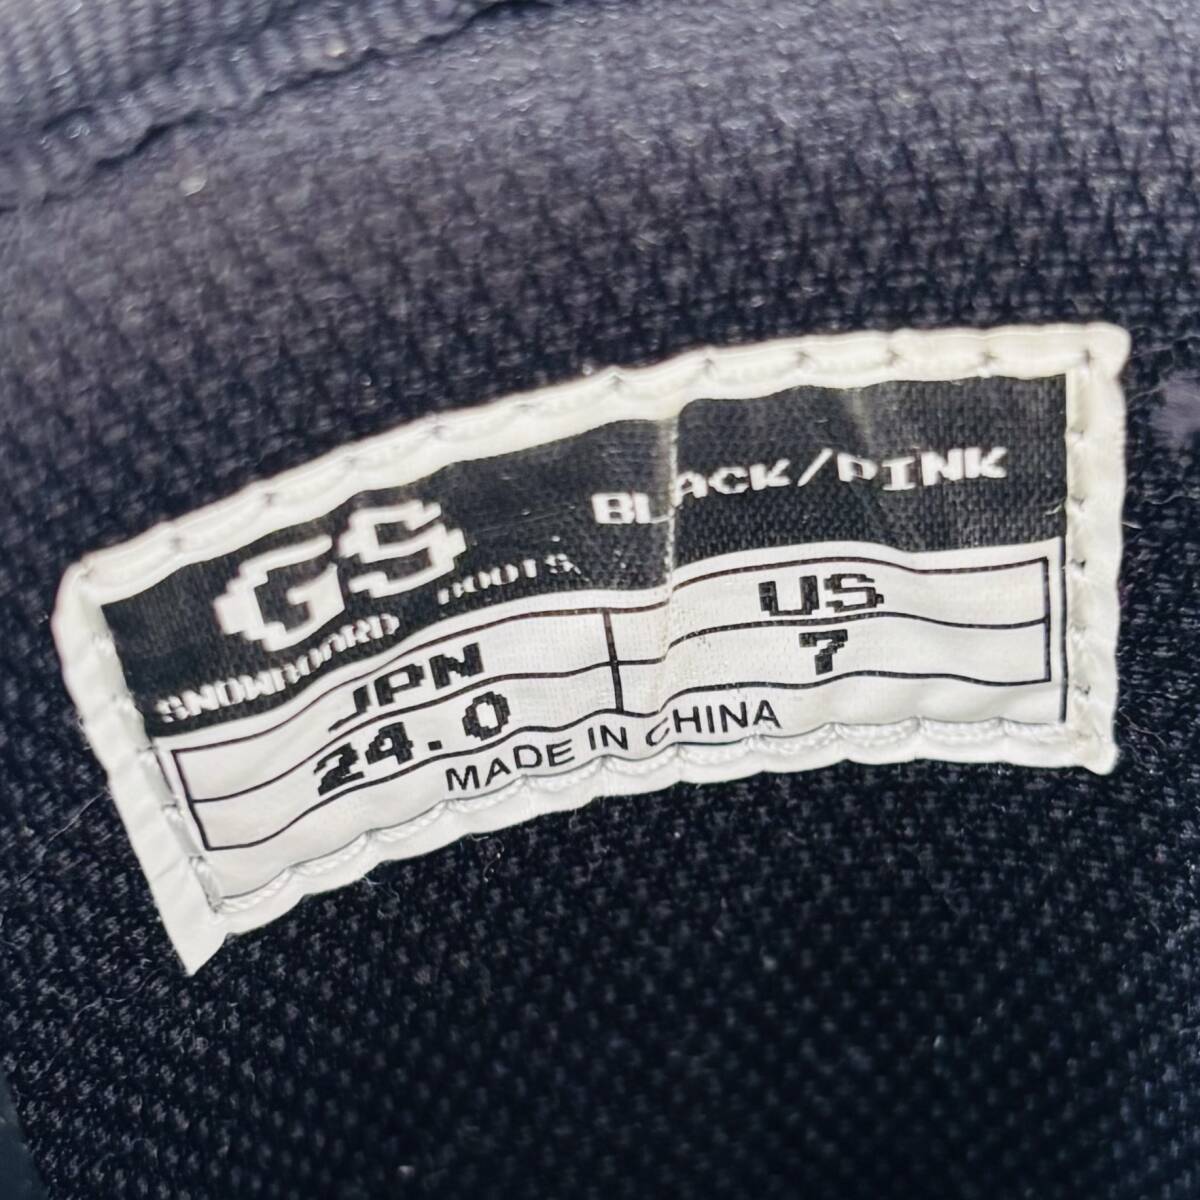 GS
SNOWBOARD BOOTS
BLACK/PINK
JPN US
24.0 7
MADE IN CHINA